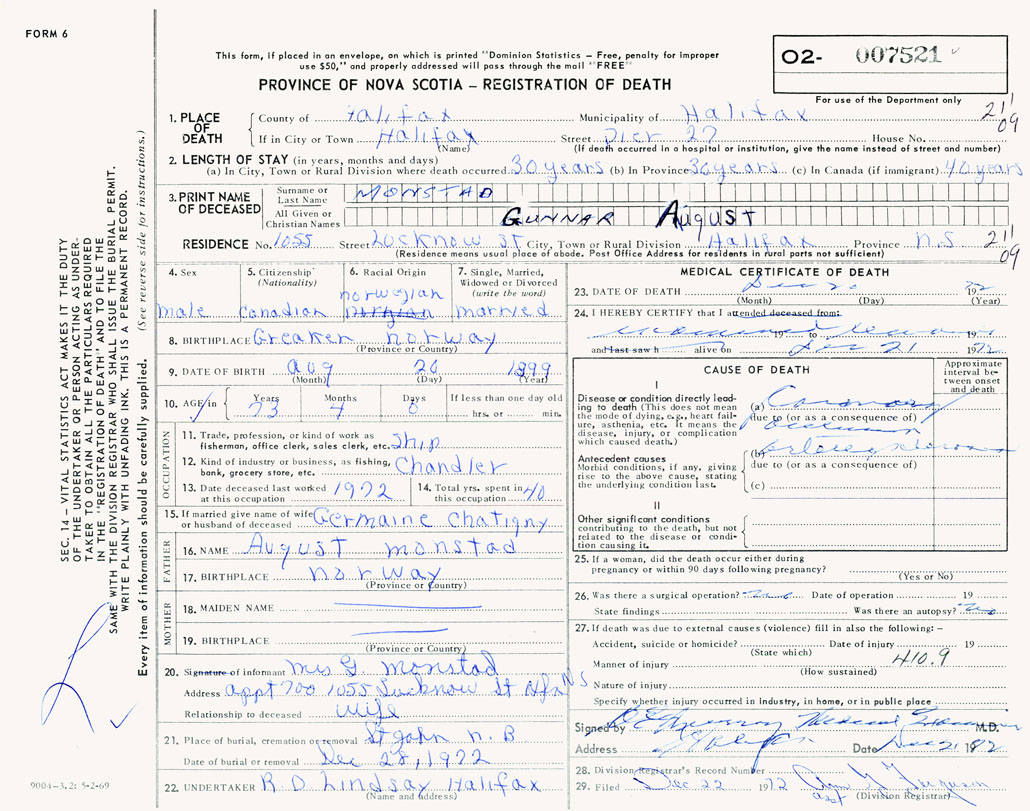 FORM 6
This form, if placed in an envelope, on which is printed "Dominion Statistics – Free, penalty for improper
use $50," and properly addressed will pass through the mail "FREE"
O2- 007521
PROVINCE OF NOVA SCOTIA – REGISTRATION OF DEATH
For use of the Department only
1. PLACE OF DEATH
County of Halifax Municipality of Halifax 211
If in City or Town Halifax Street Pier 27 House No. 09
(Name) (If death occurred in a hospital or institution, give the name instead of street and number)
2. LENGTH OF STAY (in years, months and days)
(a) In City, Town or Rural Division where death occurred 30 years (b) In Province 30 years (c) In Canada (if immigrant) 40 years
3. PRINT NAME OF DECEASED
Surname or Last Name MONSTAD
All Given or Christian Names GUNNAR AUGUST
RESIDENCE No. 1055 Street Lucknow St City, Town or Rural Division Halifax Province N.S 211
(Residence means usual place of abode. Post Office Address for residents in rural parts not sufficient) 09
4. Sex
male
5. Citizenship (Nationality)
Canadian
6. Racial Origin
norwegian
7. Single, Married, Widowed or Divorced (write the word)
married
8. BIRTHPLACE Greaker norway
(Province or Country)
9. DATE OF BIRTH aug 20 1899
(Month) (Day) (Year)
10. AGE in
Years Months Days If less than one day old
73 4 0 hrs. or min.
OCCUPATION
11. Trade, profession, or kind of work as
fisherman, office clerk, sales clerk, etc. Ship
12. Kind of industry or business, as fishing,
bank, grocery store, etc. Chandler
13. Date deceased last worked
at this occupation 1972
14. Total yrs. spent in
this occupation 40
15. If married give name of wife
or husband of deceased Germaine Chatigny
FATHER
16. NAME August monstad
17. BIRTHPLACE norway
(Province or Country)
MOTHER
18. MAIDEN NAME
19. BIRTHPLACE
(Province or Country)
20. Signature of informant Mrs G. Monstad
Address appt 700 1055 Lucknow St Hfx NS
Relationship to deceased wife
21. Place of burial, cremation or removal St John N.B
Date of burial or removal Dec 28, 1972
22. UNDERTAKER R.D. Lindsay Halifax
(Name and address)
MEDICAL CERTIFICATE OF DEATH
23. DATE OF DEATH Dec 20 1972
(Month) (Day) (Year)
24. I HEREBY CERTIFY that I attended deceased from:
19 to 19
and last saw h alive on Dec 21 1972
CAUSE OF DEATH
Approximate interval between onset and death
I
Disease or condition directly leading
to death (This does not mean
the mode of dying, e.g., heart failure,
asthenia, etc. It means the
disease, injury, or complication
which caused death.)
(a) Coronary
due to (or as a consequence of)
occlusion
Antecedent causes
Morbid conditions, if any, giving
rise to the above cause, stating
the underlying condition last.
(b) arteriosclerosis
due to (or as a consequence of)
(c)
II
Other significant conditions
contributing to the death, but not
related to the disease or condition
causing it.
25. If a woman, did the death occur either during
pregnancy or within 90 days following pregnancy?
(Yes or No)
26. Was there a surgical operation? no Date of operation 19
State findings Was there an autopsy? no
27. If death was due to external causes (violence) fill in also the following: –
Accident, suicide or homicide? Date of injury 19
(State which)
Manner of injury 410.9
(How sustained)
Nature of injury
Specify whether injury occurred in industry, in home, or in public place
Signed by Medical Examiner M.D.
Address Date Dec 21 1972
28. Division Registrar's Record Number
29. Filed Dec 22 1972
(Division Registrar)
SEC. 14 – VITAL STATISTICS ACT MAKES IT THE DUTY
OF THE UNDERTAKER OR PERSON ACTING AS UNDER-
TAKER TO OBTAIN ALL THE PARTICULARS REQUIRED
IN THE "REGISTRATION OF DEATH" AND TO FILE THE
SAME WITH THE DIVISION REGISTRAR WHO SHALL ISSUE THE BURIAL PERMIT.
WRITE PLAINLY WITH UNFADING INK. THIS IS A PERMANENT RECORD.
Every item of information should be carefully supplied. (See reverse side for instructions.)
9004-3.2: 5-2-69